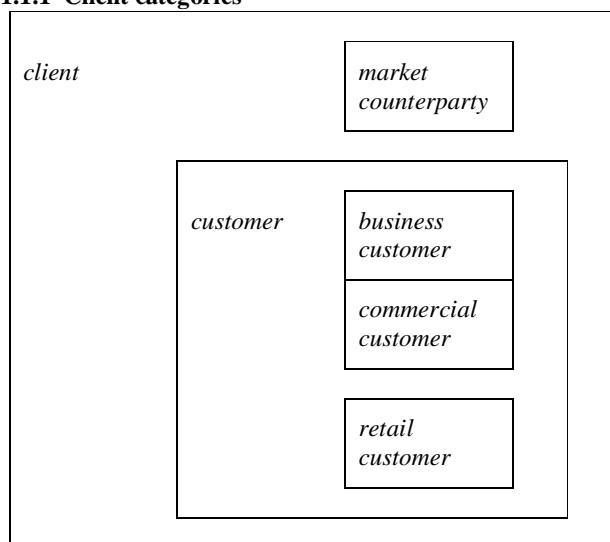 1.1.1 Client categories
client
market
counterparty
customer
business
customer
commercial
customer
retail
customer